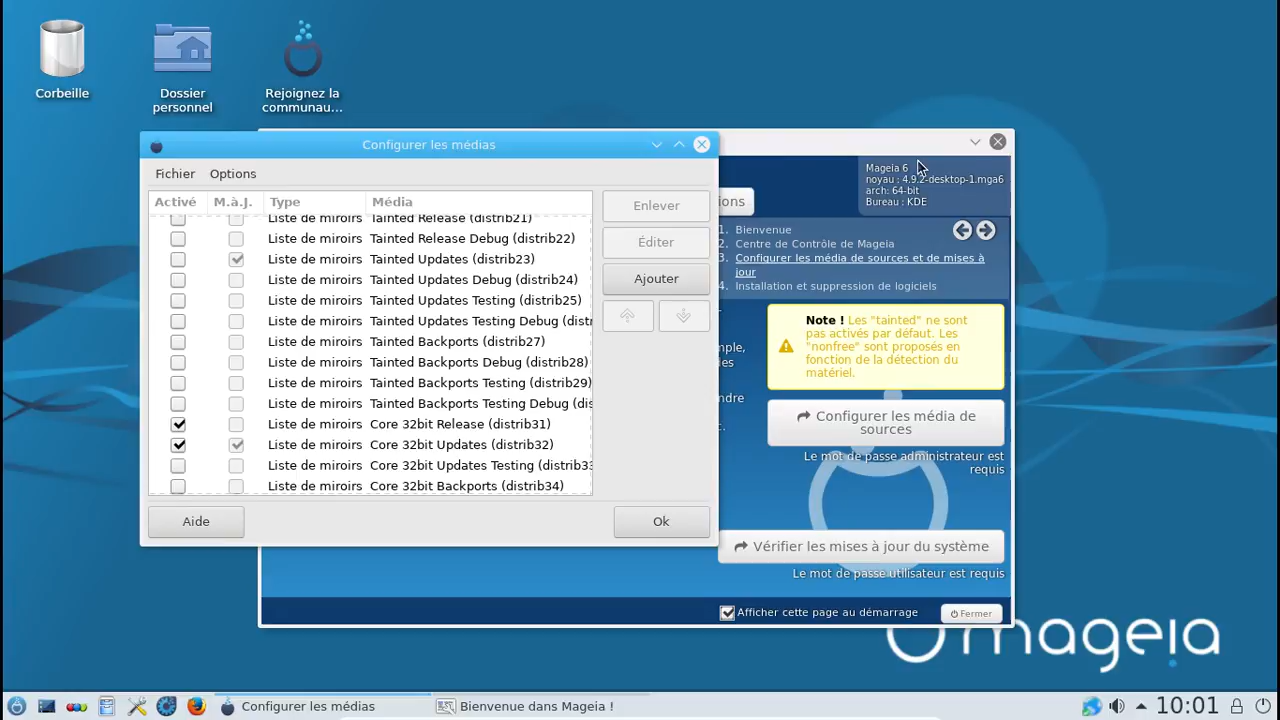 Corbeille
Dossier
personnel
Rejoignez la
communau...
Configurer les médias
Fichier
Options
Activé
M.à.J.
Type
Média
Liste de miroirs Tainted Release (distrib21)
Liste de miroirs Tainted Release Debug (distrib22)
Liste de miroirs Tainted Updates (distrib23)
Liste de miroirs Tainted Updates Debug (distrib24)
Liste de miroirs Tainted Updates Testing (distrib25)
Liste de miroirs Tainted Updates Testing Debug (distr
Liste de miroirs Tainted Backports (distrib27)
Liste de miroirs Tainted Backports Debug (distrib28)
Liste de miroirs Tainted Backports Testing (distrib29)
Liste de miroirs Tainted Backports Testing Debug (dis
Liste de miroirs Core 32bit Release (distrib31)
Liste de miroirs Core 32bit Updates (distrib32)
Liste de miroirs Core 32bit Updates Testing (distrib33
Liste de miroirs Core 32bit Backports (distrib34)
Enlever
Éditer
Ajouter
Aide
Ok
Mageia 6
noyau : 4.9.2-desktop-1.mga6
arch: 64-bit
Bureau : KDE
ions
1. Bienvenue
2. Centre de Contrôle de Mageia
3. Configurer les média de sources et de mises à
jour
4. Installation et suppression de logiciels
mple,
des
ndre
c.
Note ! Les "tainted" ne sont
pas activés par défaut. Les
"nonfree" sont proposés en
fonction de la détection du
matériel.
Configurer les média de
sources
Le mot de passe administrateur est
requis
Vérifier les mises à jour du système
Le mot de passe utilisateur est requis
Afficher cette page au démarrage
Fermer
mageia
Configurer les médias
Bienvenue dans Mageia !
10:01